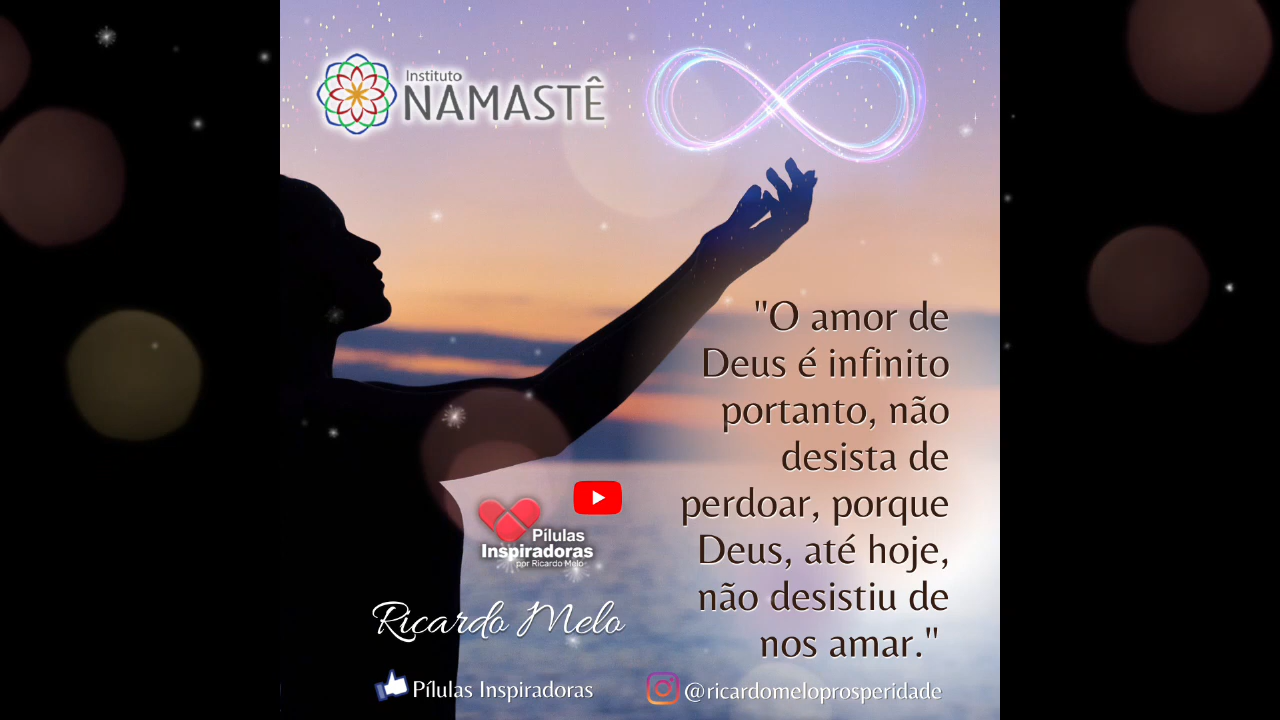 Instituto
NAMASTÊ
"O amor de
Deus é infinito
portanto, não
desista de
perdoar, porque
Deus, até hoje,
não desistiu de
nos amar."
Pílulas
Inspiradoras
por Ricardo Melo
Ricardo Melo
Pílulas Inspiradoras
@ricardomeloprosperidade